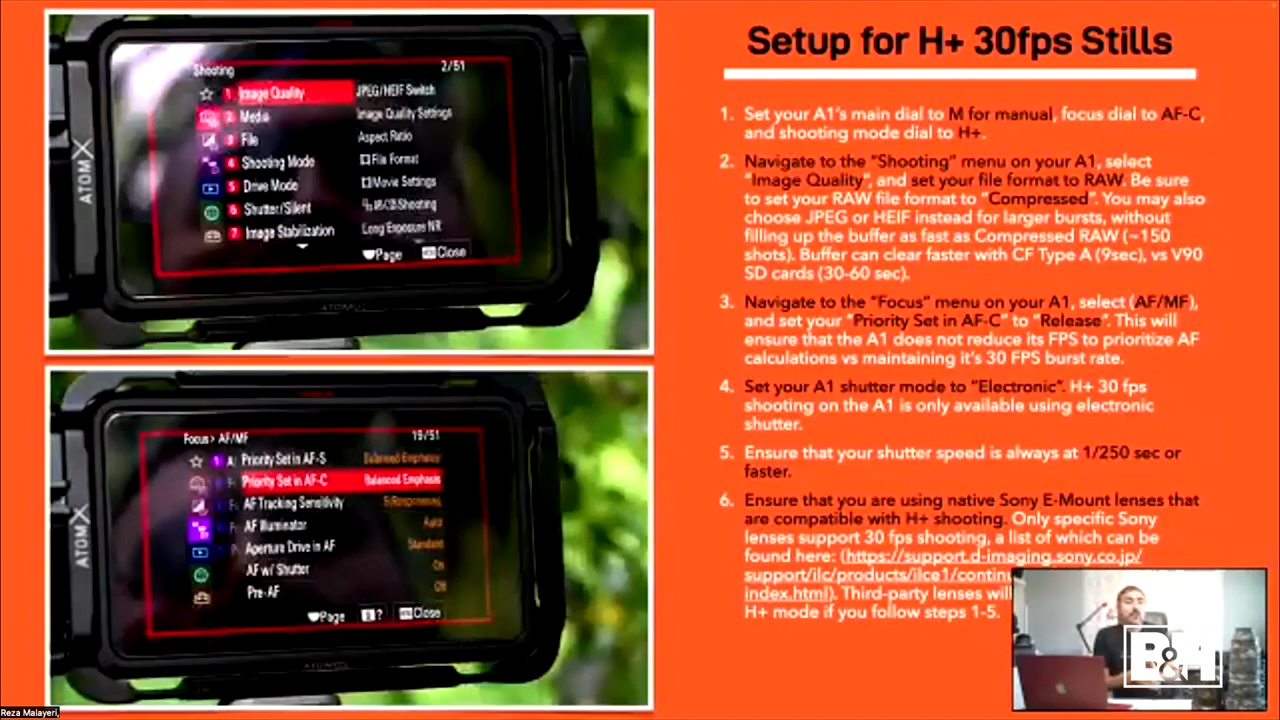 Shooting
2/51
1 Image Quality
JPEG/HEIF Switch
2 Media
Image Quality Settings
3 File
Aspect Ratio
4 Shooting Mode
File Format
5 Drive Mode
Movie Settings
6 Shutter/Silent
Shooting
7 Image Stabilization
Long Exposure NR
Page
Close
ATOMX
ATOMOS
Focus> AF/MF
19/51
Priority Set in AF-S
Balanced Emphasis
Priority Set in AF-C
Balanced Emphasis
AF Tracking Sensitivity
AF Illuminator
Auto
Aperture Drive in AF
Standard
AF w/ Shutter
On
Pre-AF
Off
Page
?
Close
ATOMX
Setup for H+ 30fps Stills
1. Set your A1's main dial to M for manual, focus dial to AF-C,
and shooting mode dial to H+.
2. Navigate to the "Shooting" menu on your A1, select
"Image Quality", and set your file format to RAW. Be sure
to set your RAW file format to "Compressed". You may also
choose JPEG or HEIF instead for larger bursts, without
filling up the buffer as fast as Compressed RAW (~150
shots). Buffer can clear faster with CF Type A (9sec), vs V90
SD cards (30-60 sec).
3. Navigate to the "Focus" menu on your A1, select (AF/MF),
and set your "Priority Set in AF-C" to "Release". This will
ensure that the A1 does not reduce its FPS to prioritize AF
calculations vs maintaining it's 30 FPS burst rate.
4. Set your A1 shutter mode to "Electronic". H+ 30 fps
shooting on the A1 is only available using electronic
shutter.
5. Ensure that your shutter speed is always at 1/250 sec or
faster.
6. Ensure that you are using native Sony E-Mount lenses that
are compatible with H+ shooting. Only specific Sony
lenses support 30 fps shooting, a list of which can be
found here: (https://support.d-imaging.sony.co.jp/
support/ilc/products/ilce1/continu
index.html). Third-party lenses will
H+ mode if you follow steps 1-5.
B&H
Reza Malayeri,